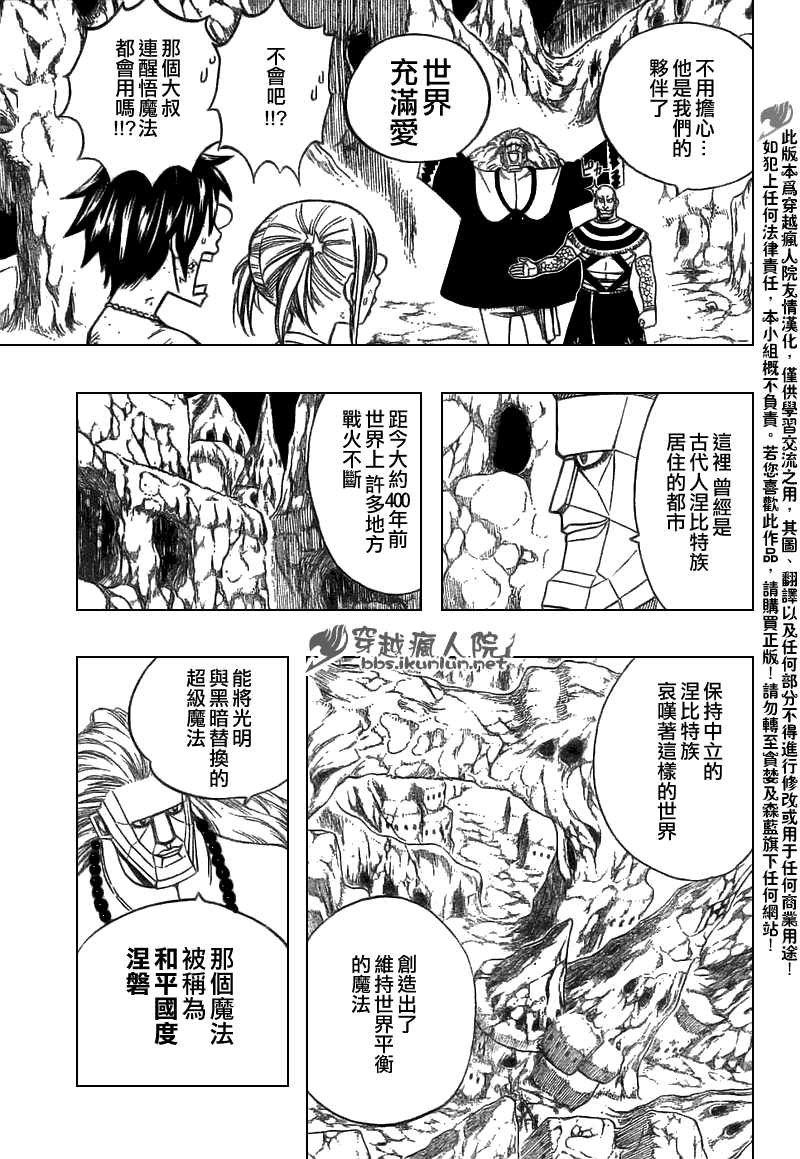 不用擔心…
他是我們的
夥伴了
世界
充滿愛
不會吧!!?
那個大叔
連醒悟魔法
都會用嗎
!!?
這裡 曾經是
古代人涅比特族
居住的都市
距今大約400年前
世界上 許多地方
戰火不斷
保持中立的
涅比特族
哀嘆著這樣的世界
創造出了
維持世界平衡
的魔法
能將光明
與黑暗替換的
超級魔法
那個魔法
被稱為
和平國度
涅磐
穿越瘋人院
bbs.ikunlun.net
此版本爲穿越瘋人院友情漢化，僅供學習交流之用，其圖、翻譯以及任何部分不得進行修改或用于任何商業用途！
如犯上任何法律責任，本小組概不負責。若您喜歡此作品，請購買正版！請勿轉至貪婪及森藍旗下任何網站！